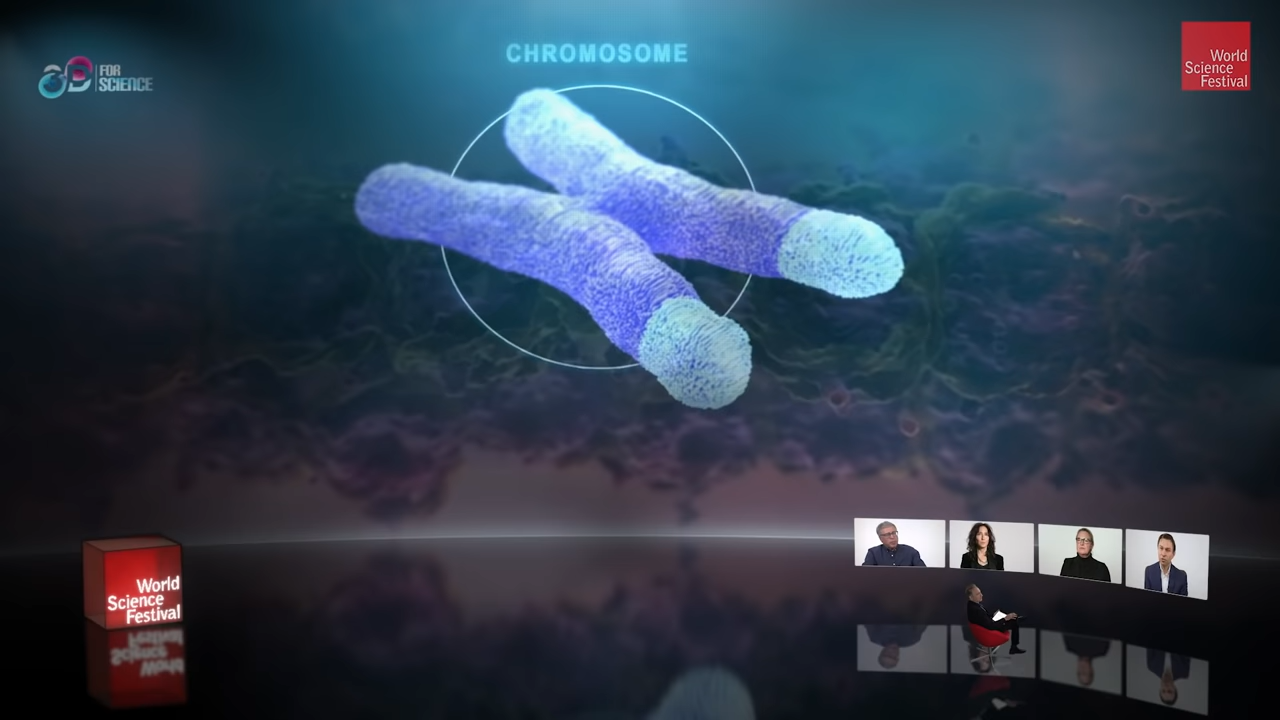 CHROMOSOME
3D FOR
SCIENCE
World
Science
Festival
World
Science
Festival